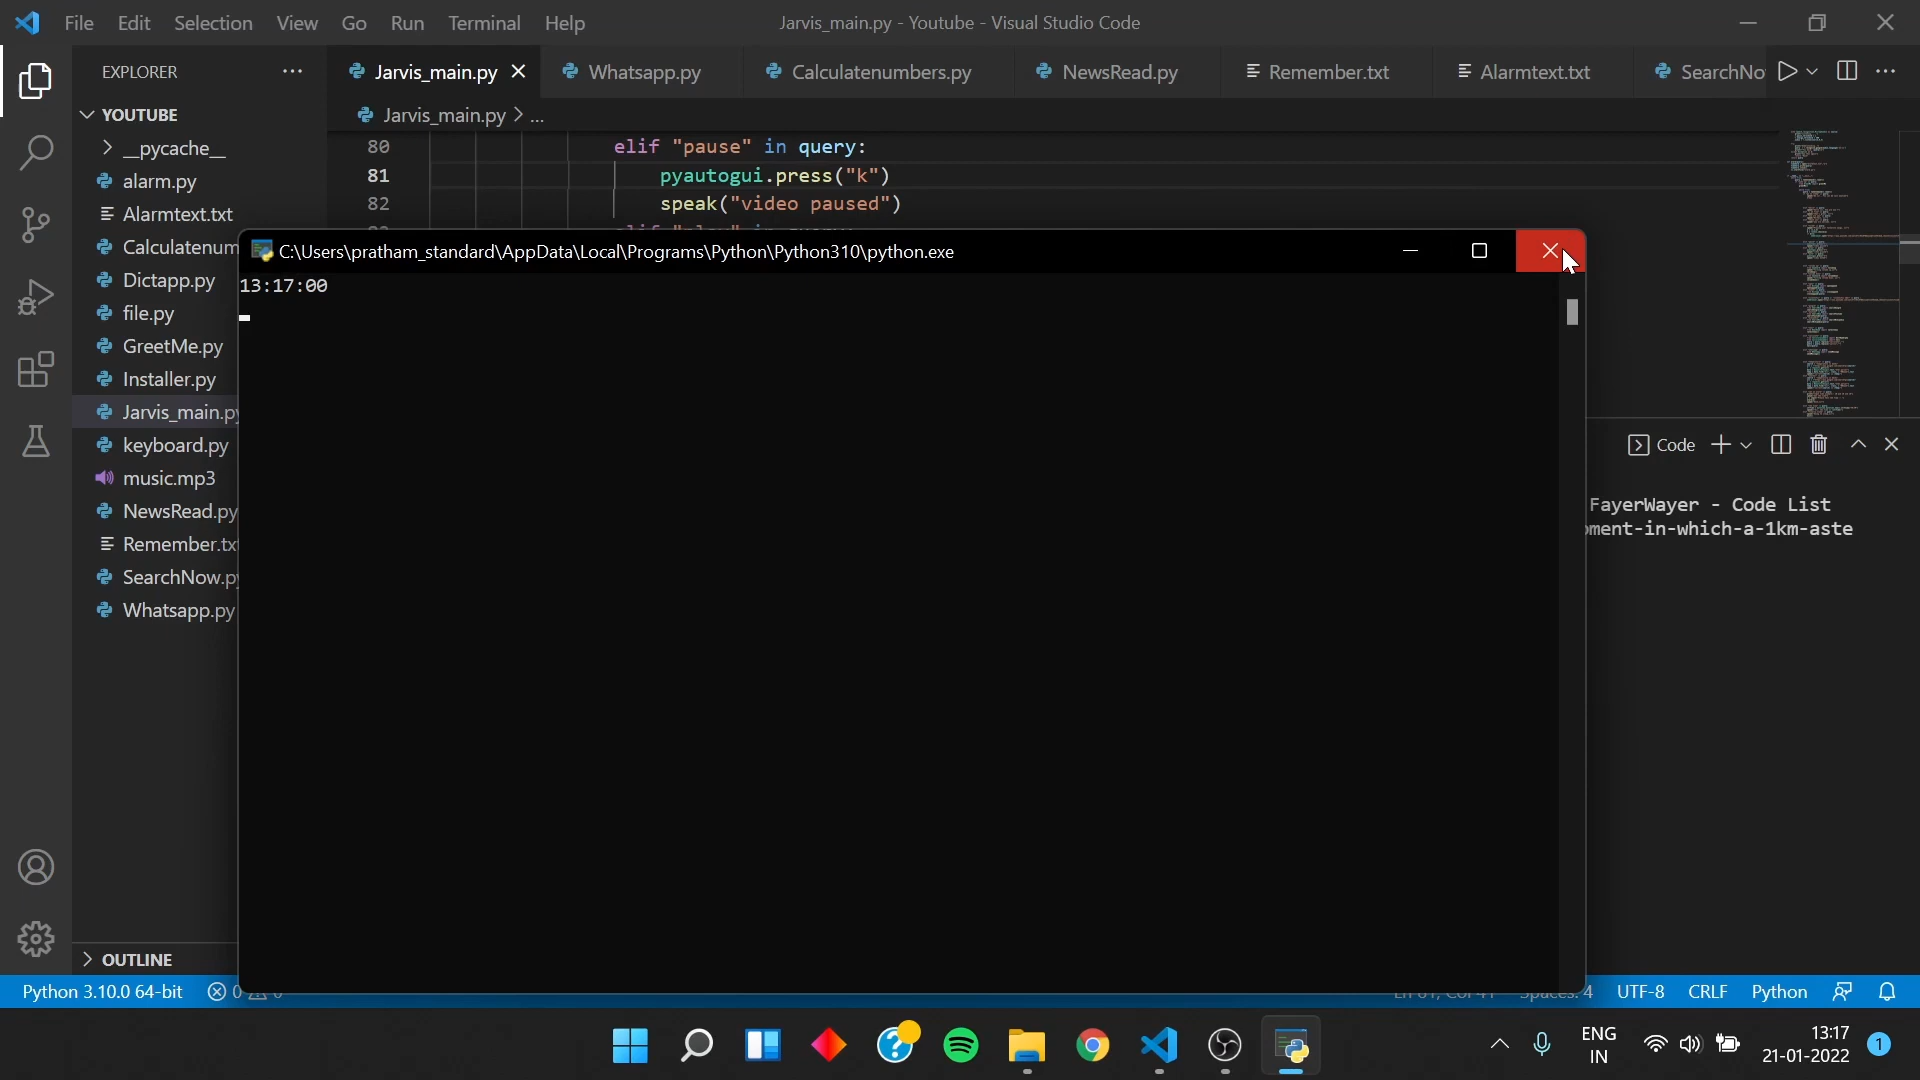 File Edit Selection View Go Run Terminal Help
Jarvis_main.py - Youtube - Visual Studio Code
EXPLORER
Jarvis_main.py
Whatsapp.py
Calculatenumbers.py
NewsRead.py
Remember.txt
Alarmtext.txt
SearchNo
YOUTUBE
Jarvis_main.py > ...
__pycache__
alarm.py
Alarmtext.txt
Calculatenum
Dictapp.py
file.py
GreetMe.py
Installer.py
Jarvis_main.py
keyboard.py
music.mp3
NewsRead.py
Remember.txt
SearchNow.py
Whatsapp.py
OUTLINE
80 elif "pause" in query:
81 pyautogui.press("k")
82 speak("video paused")
C:\Users\pratham_standard\AppData\Local\Programs\Python\Python310\python.exe
13:17:00
Code
FayerWayer - Code List
ment-in-which-a-1km-aste
Python 3.10.0 64-bit
0
UTF-8 CRLF Python
ENG
IN
13:17
21-01-2022
1